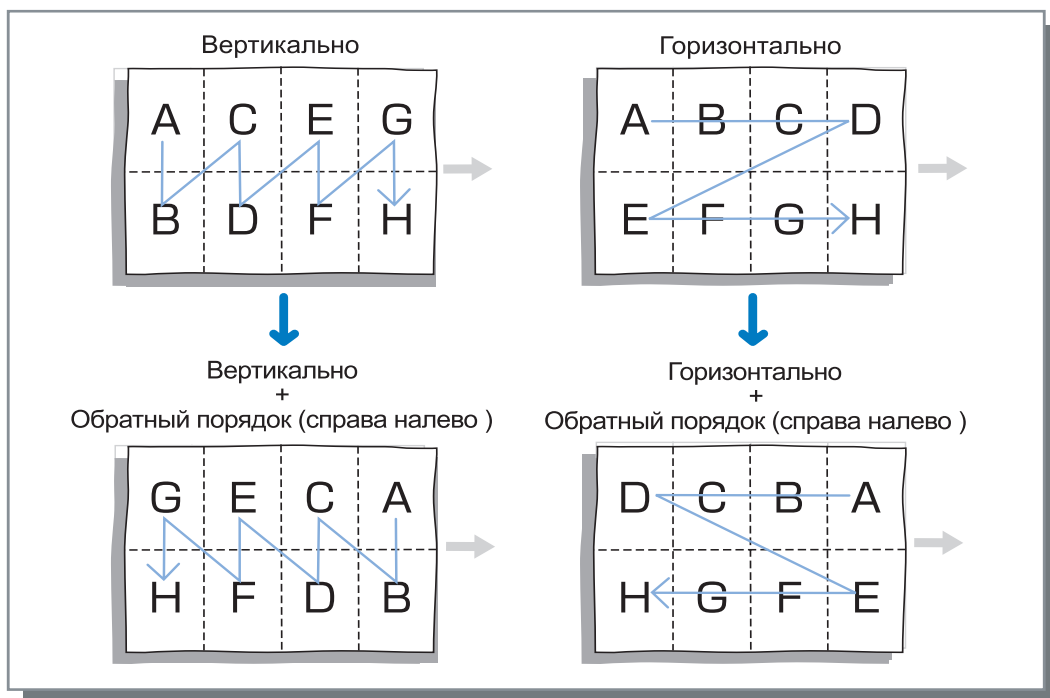 Вертикально
A C E G
B D F H
Горизонтально
A B C D
E F G H
Вертикально
+
Обратный порядок (справа налево )
G E C A
H F D B
Горизонтально
+
Обратный порядок (справа налево )
D C B A
H G F E